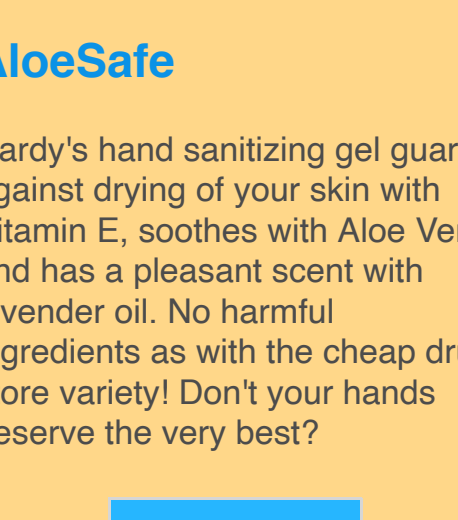 AloeSafe
ardy's hand sanitizing gel guar
gainst drying of your skin with
itamin E, soothes with Aloe Ver
nd has a pleasant scent with
vender oil. No harmful
gredients as with the cheap dru
ore variety! Don't your hands
eserve the very best?